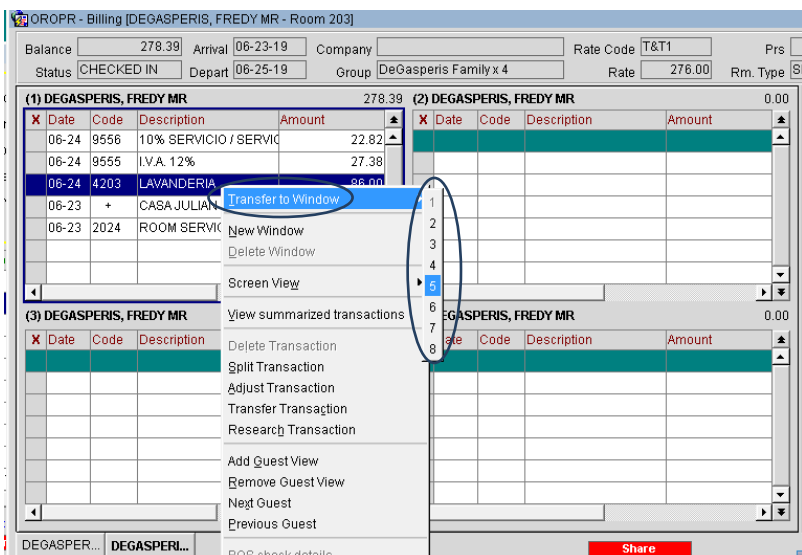 OROPR - Billing [DEGASPERIS, FREDY MR - Room 203]
Balance 278.39 Arrival 06-23-19 Company Rate Code T&T1 Prs
Status CHECKED IN Depart 06-25-19 Group DeGasperis Family x 4 Rate 276.00 Rm. Type S
(1) DEGASPERIS, FREDY MR 278.39 (2) DEGASPERIS, FREDY MR 0.00
X Date Code Description Amount X Date Code Description Amount
06-24 9556 10% SERVICIO / SERVIC 22.82
06-24 9555 I.V.A. 12% 27.38
06-24 4203 LAVANDERIA 86.00
06-23 + CASA JULIAN
06-23 2024 ROOM SERVIC
Transfer to Window
New Window
Delete Window
Screen View
View summarized transactions
Delete Transaction
Split Transaction
Adjust Transaction
Transfer Transaction
Research Transaction
Add Guest View
Remove Guest View
Next Guest
Previous Guest
POS check details
1
2
3
4
5
6
7
8
(3) DEGASPERIS, FREDY MR EGASPERIS, FREDY MR 0.00
X Date Code Description ate Code Description Amount
DEGASPER... DEGASPERI... Share